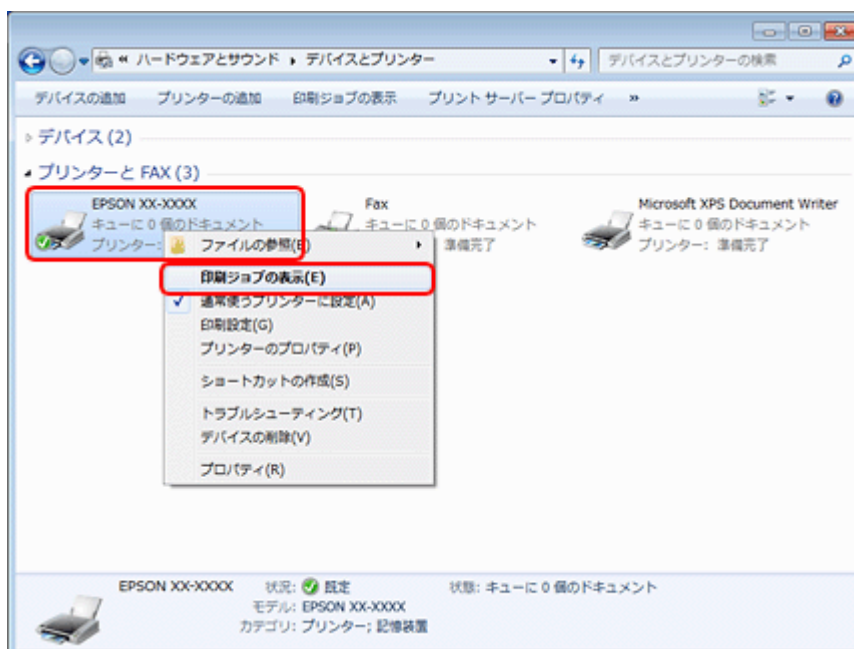 « ハードウェアとサウンド ▸ デバイスとプリンター
デバイスとプリンターの検索
デバイスの追加 プリンターの追加 印刷ジョブの表示 プリント サーバー プロパティ »
デバイス (2)
プリンターと FAX (3)
EPSON XX-XXXX
キューに 0 個のドキュメント
プリンター:
Fax
キューに 0 個のドキュメント
準備完了
Microsoft XPS Document Writer
キューに 0 個のドキュメント
プリンター: 準備完了
ファイルの参照(E)
印刷ジョブの表示(E)
通常使うプリンターに設定(A)
印刷設定(G)
プリンターのプロパティ(P)
ショートカットの作成(S)
トラブルシューティング(T)
デバイスの削除(V)
プロパティ(R)
EPSON XX-XXXX 状況: 既定 状態: キューに 0 個のドキュメント
モデル: EPSON XX-XXXX
カテゴリ: プリンター; 記憶装置